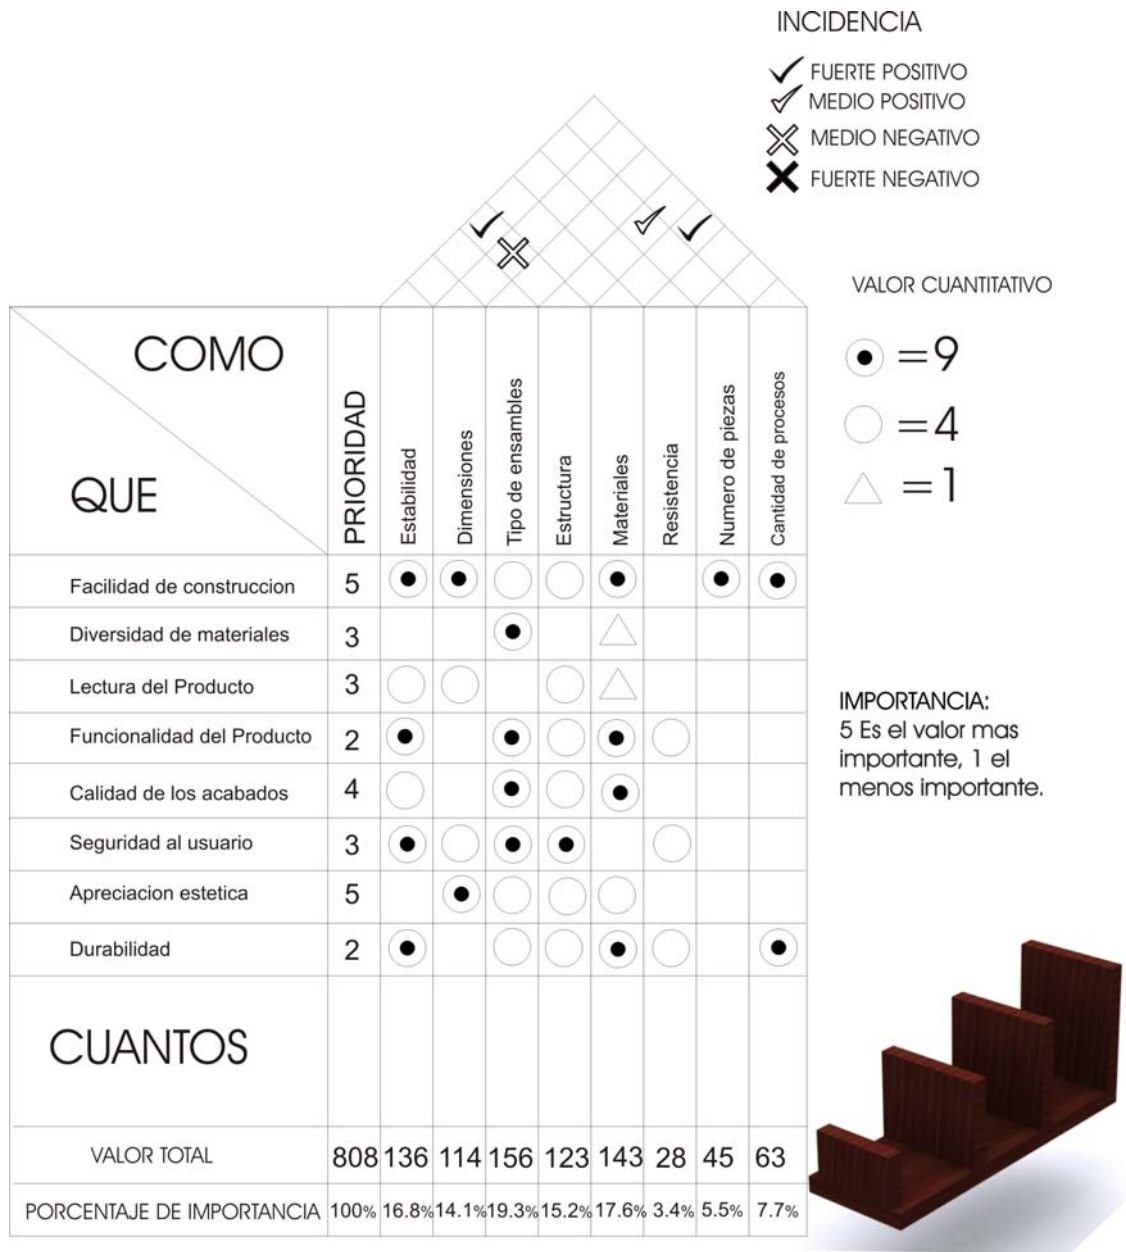 INCIDENCIA
FUERTE POSITIVO
MEDIO POSITIVO
MEDIO NEGATIVO
FUERTE NEGATIVO
VALOR CUANTITATIVO
=9
=4
=1
COMO
QUE
PRIORIDAD
Estabilidad
Dimensiones
Tipo de ensambles
Estructura
Materiales
Resistencia
Numero de piezas
Cantidad de procesos
Facilidad de construccion 5
Diversidad de materiales 3
Lectura del Producto 3
Funcionalidad del Producto 2
Calidad de los acabados 4
Seguridad al usuario 3
Apreciacion estetica 5
Durabilidad 2
IMPORTANCIA:
5 Es el valor mas
importante, 1 el
menos importante.
CUANTOS
VALOR TOTAL 808 136 114 156 123 143 28 45 63
PORCENTAJE DE IMPORTANCIA 100% 16.8% 14.1% 19.3% 15.2% 17.6% 3.4% 5.5% 7.7%